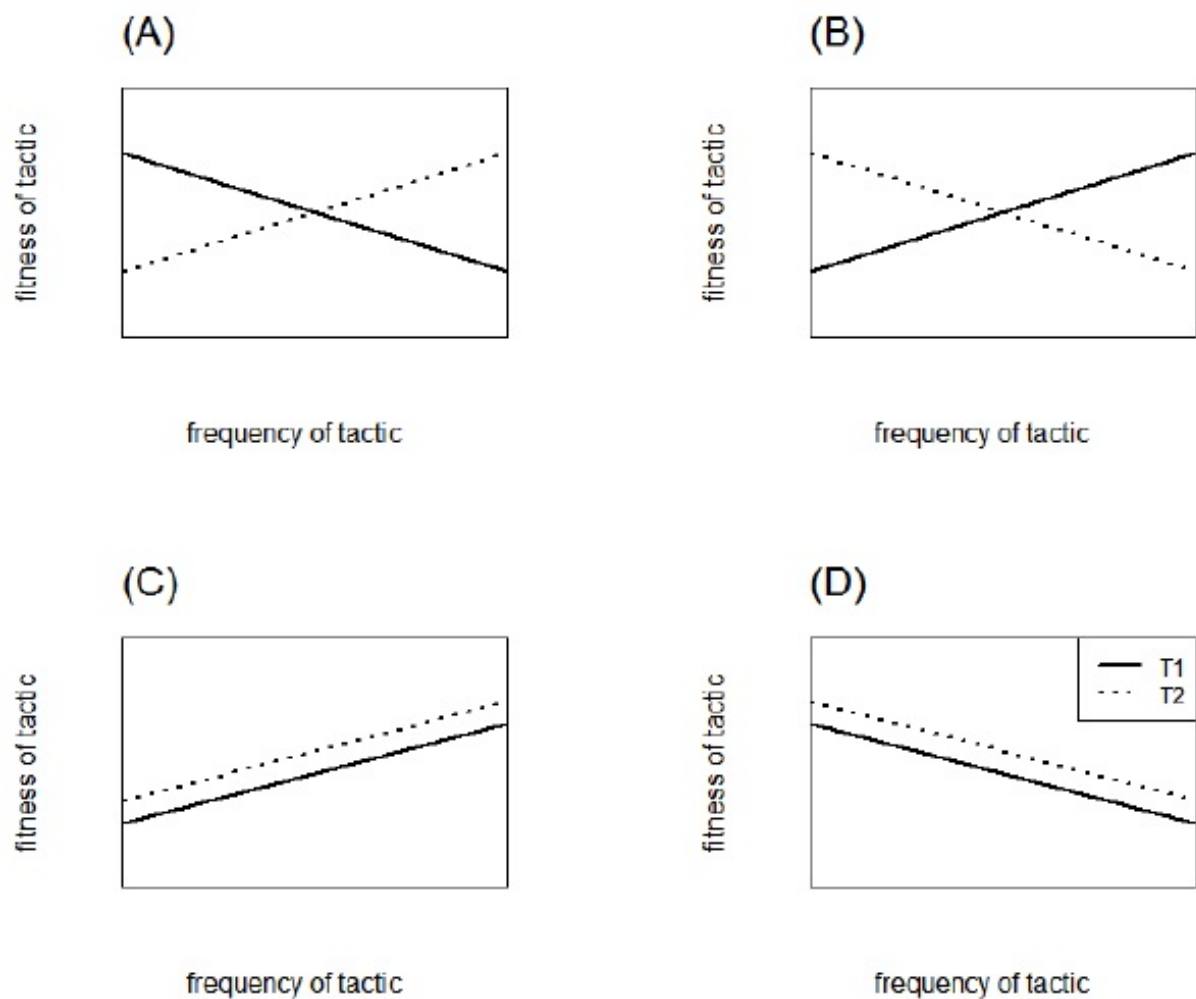 (A)
fitness of tactic
frequency of tactic
(B)
fitness of tactic
frequency of tactic
(C)
fitness of tactic
frequency of tactic
(D)
fitness of tactic
T1
T2
frequency of tactic